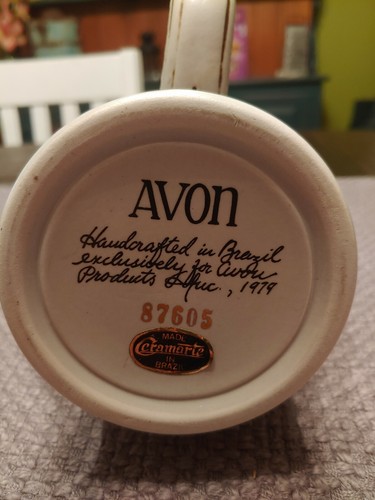 AVON
Handcrafted in Brazil
exclusively for Avon
Products Inc., 1979
87605
MADE
Ceramarte
IN
BRAZIL